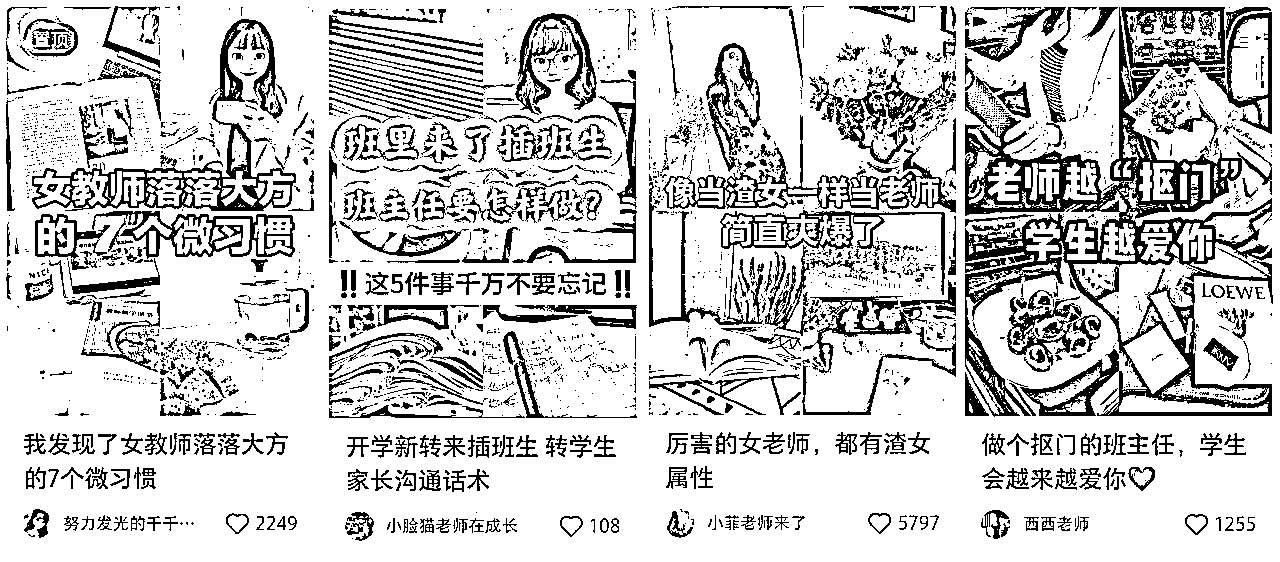 置顶
女教师落落大方
的 7个微习惯
我发现了女教师落落大方
的7个微习惯
努力发光的千千…
2249
班里来了插班生
班主任要怎样做?
!! 这5件事千万不要忘记 !!
开学新转来插班生 转学生
家长沟通话术
小脸猫老师在成长
108
像当渣女一样当老师
简直爽爆了
厉害的女老师，都有渣女
属性
小菲老师来了
5797
老师越“抠门”
学生越爱你
LOEWE
做个抠门的班主任，学生
会越来越爱你♡
西西老师
1255